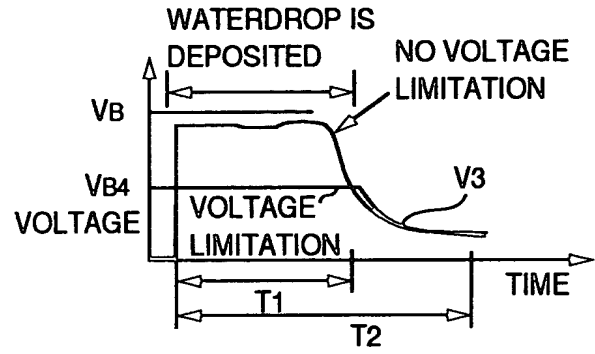 WATERDROP IS
DEPOSITED
NO VOLTAGE
LIMITATION
VB
VB4
VOLTAGE
VOLTAGE
LIMITATION
V3
TIME
T1
T2